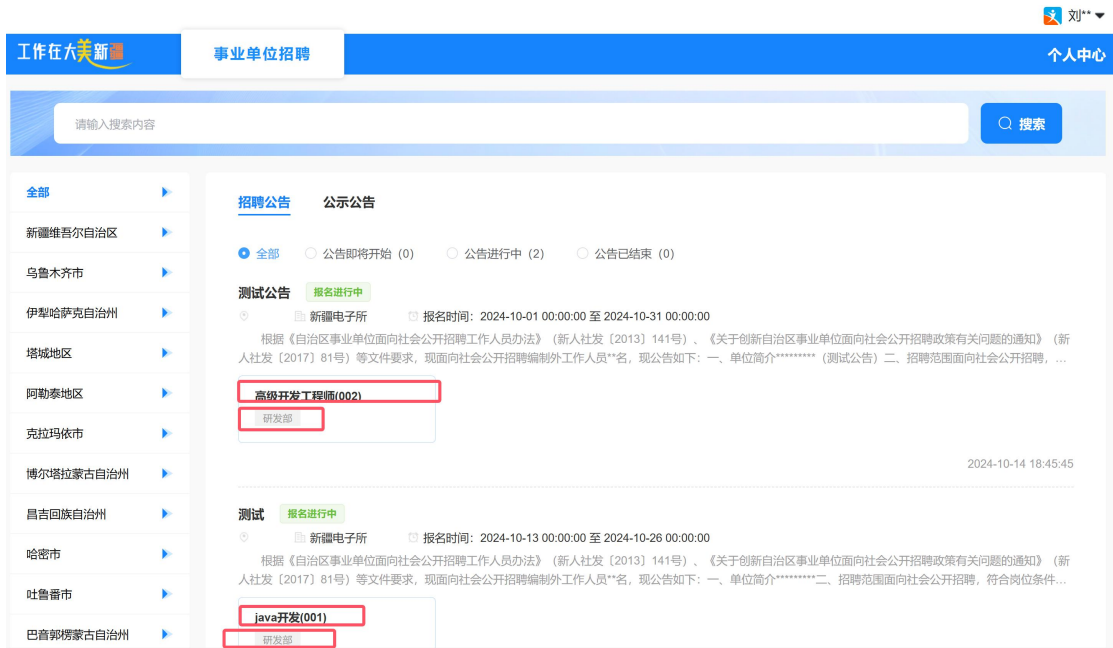 刘**
工作在大美新疆
事业单位招聘
个人中心
请输入搜索内容
搜索
全部
新疆维吾尔自治区
乌鲁木齐市
伊犁哈萨克自治州
塔城地区
阿勒泰地区
克拉玛依市
博尔塔拉蒙古自治州
昌吉回族自治州
哈密市
吐鲁番市
巴音郭楞蒙古自治州
招聘公告 公示公告
全部 公告即将开始（0） 公告进行中（2） 公告已结束（0）
测试公告 报名进行中
新疆电子所 报名时间：2024-10-01 00:00:00 至 2024-10-31 00:00:00
根据《自治区事业单位面向社会公开招聘工作人员办法》（新人社发〔2013〕141号）、《关于创新自治区事业单位面向社会公开招聘政策有关问题的通知》（新
人社发〔2017〕81号）等文件要求，现面向社会公开招聘编制外工作人员**名，现公告如下：一、单位简介*********（测试公告）二、招聘范围面向社会公开招聘，...
高级开发工程师(002)
研发部
2024-10-14 18:45:45
测试 报名进行中
新疆电子所 报名时间：2024-10-13 00:00:00 至 2024-10-26 00:00:00
根据《自治区事业单位面向社会公开招聘工作人员办法》（新人社发〔2013〕141号）、《关于创新自治区事业单位面向社会公开招聘政策有关问题的通知》（新
人社发〔2017〕81号）等文件要求，现面向社会公开招聘编制外工作人员**名，现公告如下：一、单位简介*********二、招聘范围面向社会公开招聘，符合岗位条件...
java开发(001)
研发部